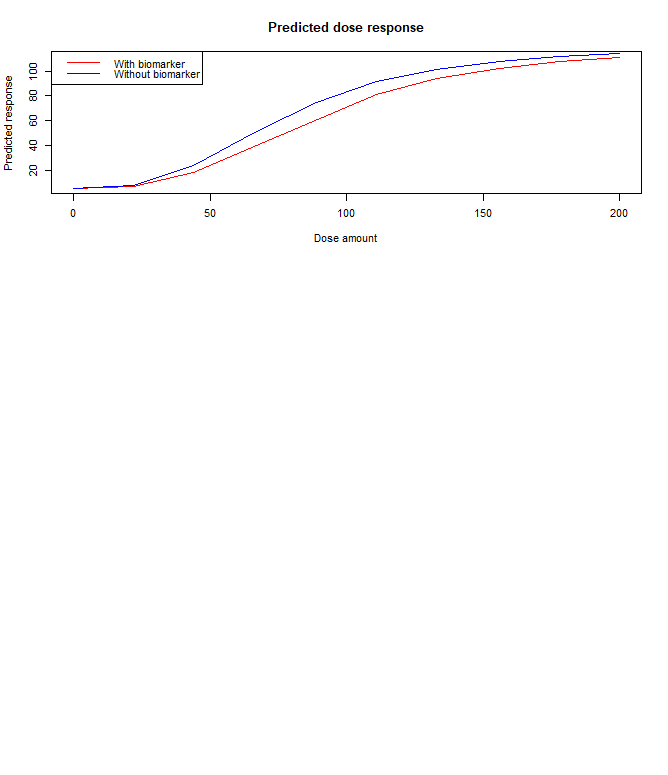 Predicted dose response
With biomarker
Without biomarker
Predicted response
100
80
60
40
20
0 50 100 150 200
Dose amount